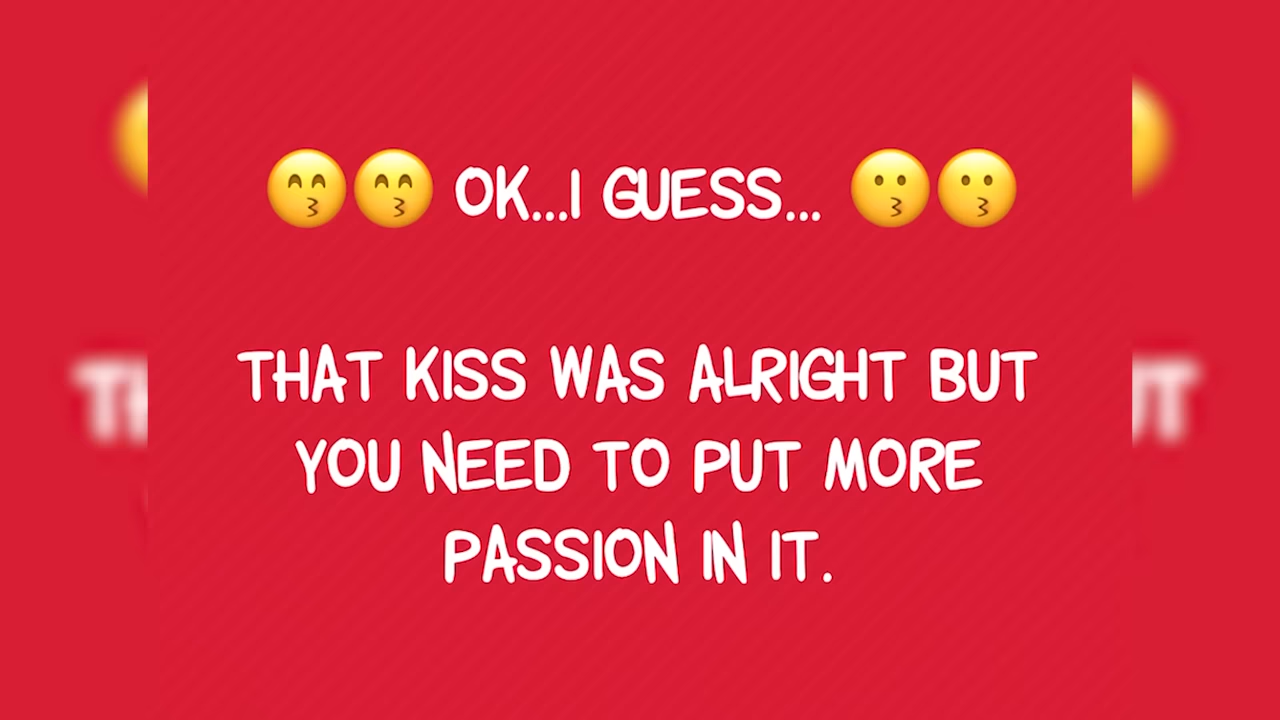 😙😙 OK...I GUESS... 😗😗
THAT KISS WAS ALRIGHT BUT
YOU NEED TO PUT MORE
PASSION IN IT.